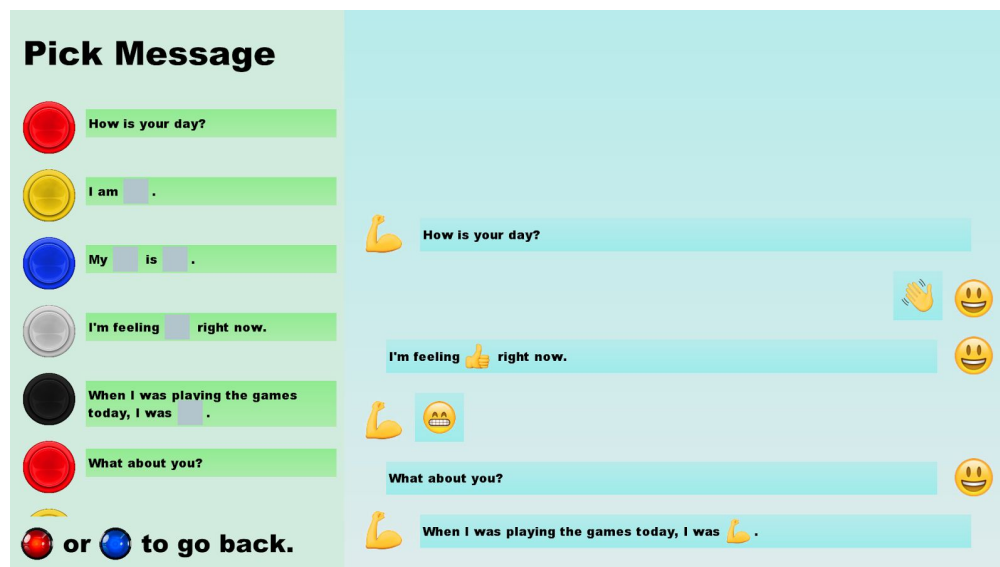 Pick Message
How is your day?
I am .
My is .
I'm feeling right now.
When I was playing the games
today, I was .
What about you?
or to go back.
How is your day?
I'm feeling 👍 right now.
What about you?
When I was playing the games today, I was 💪.